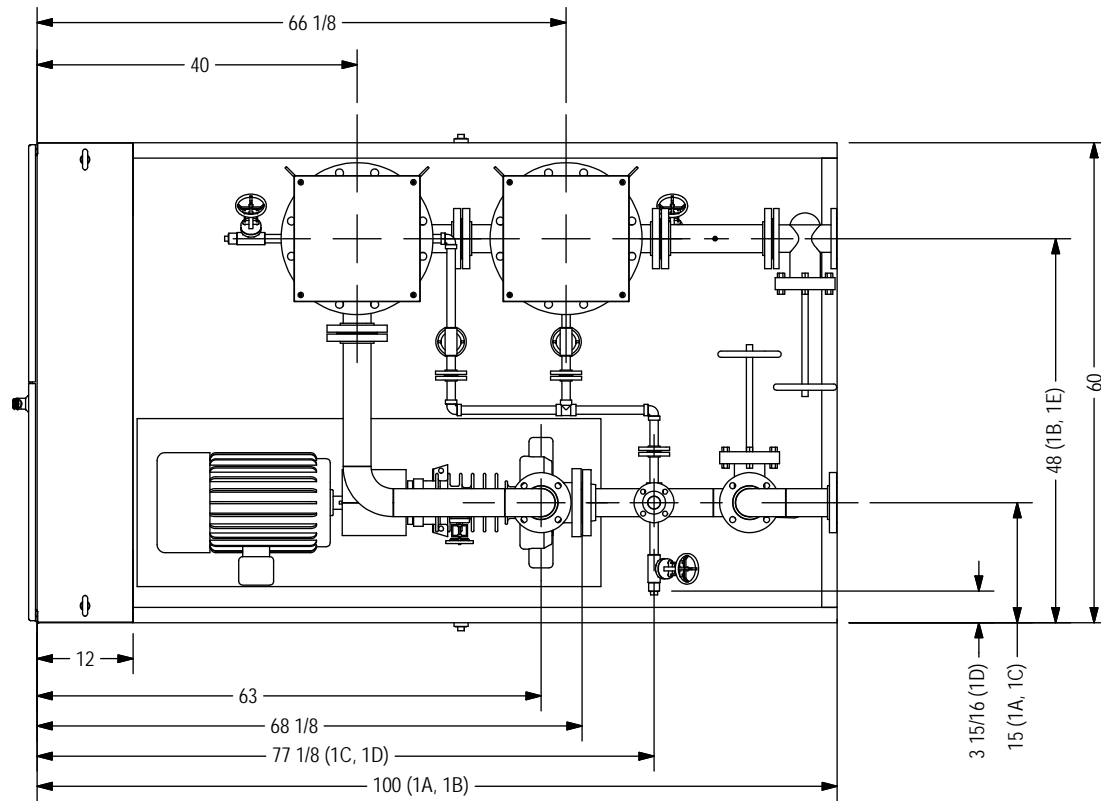 66 1/8
40
60
48 (1B, 1E)
15 (1A, 1C)
3 15/16 (1D)
12
63
68 1/8
77 1/8 (1C, 1D)
100 (1A, 1B)